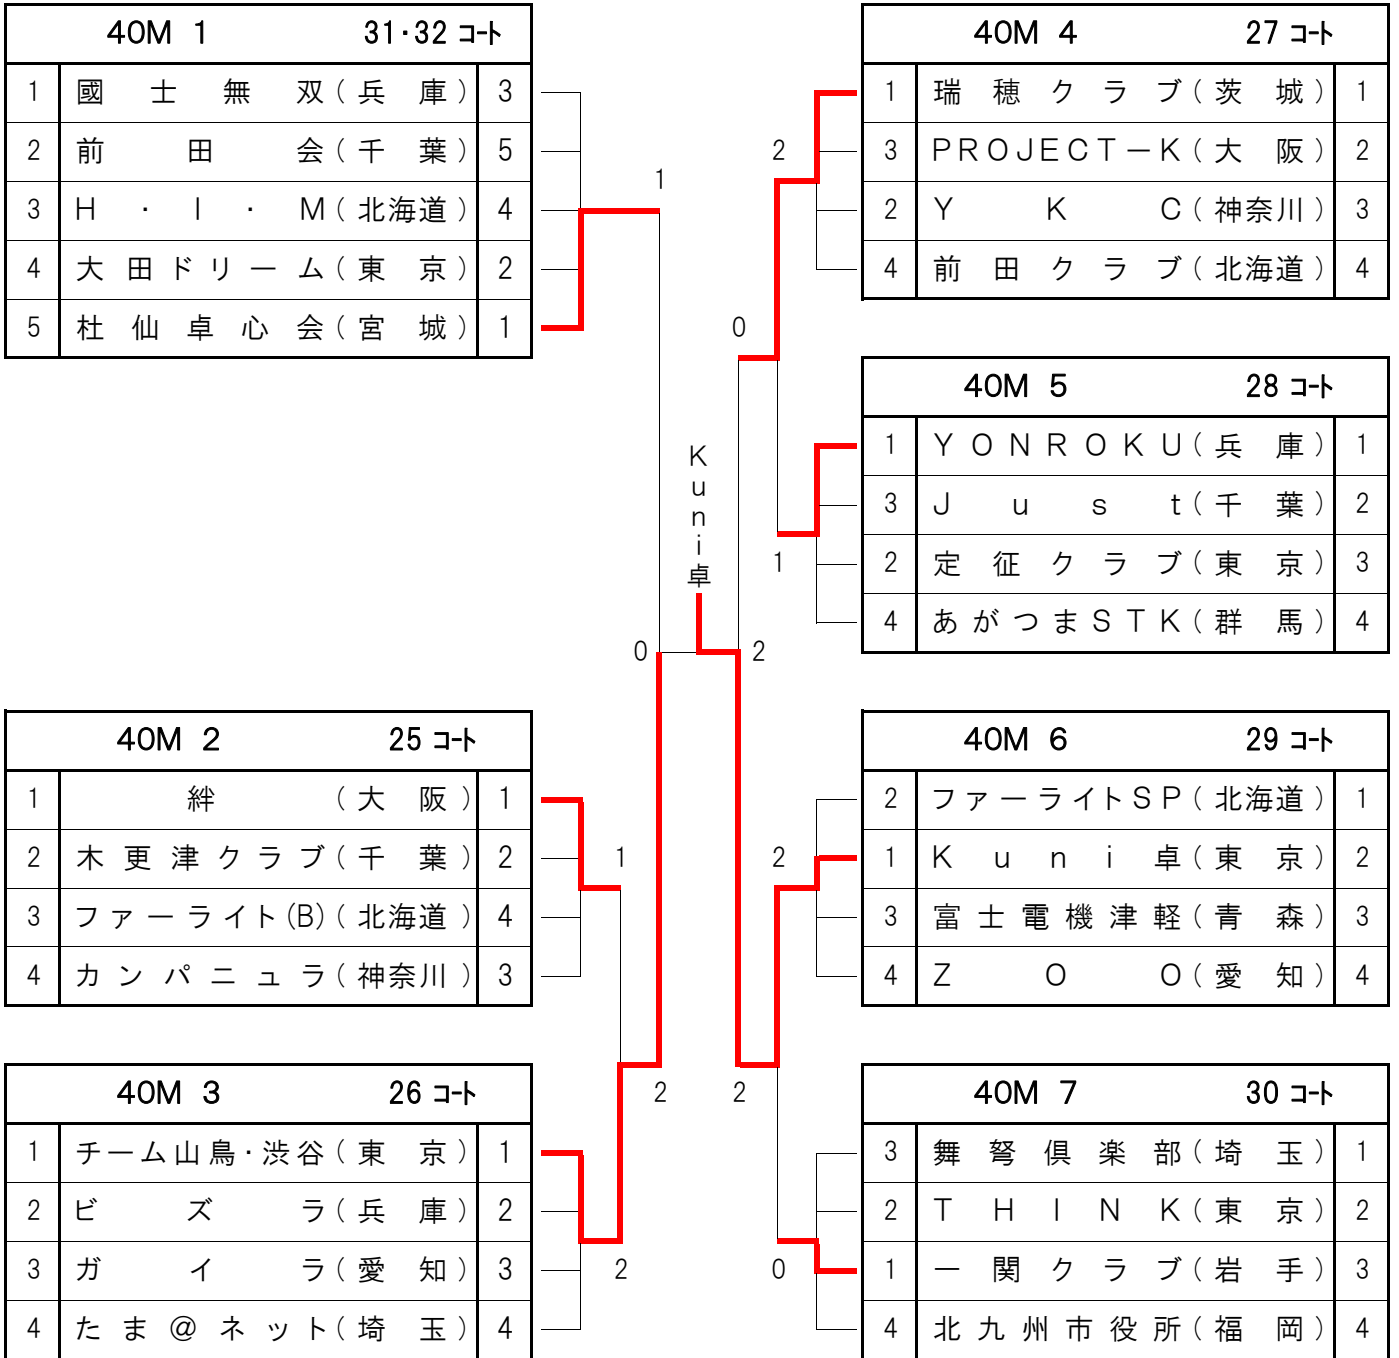 40M 1 31・32 コート
1 國士無双(兵庫) 3
2 前田会(千葉) 5
3 H・I・M(北海道) 4
4 大田ドリーム(東京) 2
5 杜仙卓心会(宮城) 1
40M 2 25 コート
1 絆(大阪) 1
2 木更津クラブ(千葉) 2
3 ファーライト(B)(北海道) 4
4 カンパニュラ(神奈川) 3
40M 3 26 コート
1 チーム山鳥・渋谷(東京) 1
2 ビズラ(兵庫) 2
3 ガイラ(愛知) 3
4 たま@ネット(埼玉) 4
1
0
1
2
2
Kuni卓
2
0
1
2
2
2
0
40M 4 27 コート
1 瑞穂クラブ(茨城) 1
3 PROJECT-K(大阪) 2
2 YKC(神奈川) 3
4 前田クラブ(北海道) 4
40M 5 28 コート
1 YONROKU(兵庫) 1
3 Just(千葉) 2
2 定征クラブ(東京) 3
4 あがつまSTK(群馬) 4
40M 6 29 コート
2 ファーライトSP(北海道) 1
1 Kuni卓(東京) 2
3 富士電機津軽(青森) 3
4 ZOO(愛知) 4
40M 7 30 コート
3 舞弩倶楽部(埼玉) 1
2 THINK(東京) 2
1 一関クラブ(岩手) 3
4 北九州市役所(福岡) 4